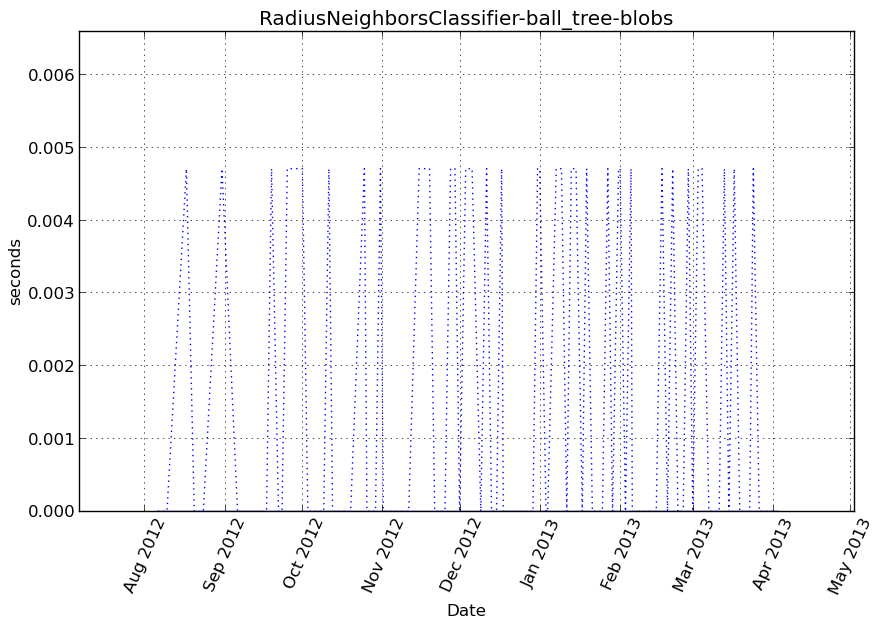 RadiusNeighborsClassifier-ball_tree-blobs
0.006
0.005
0.004
0.003
0.002
0.001
0.000
seconds
Aug 2012
Sep 2012
Oct 2012
Nov 2012
Dec 2012
Jan 2013
Feb 2013
Mar 2013
Apr 2013
May 2013
Date